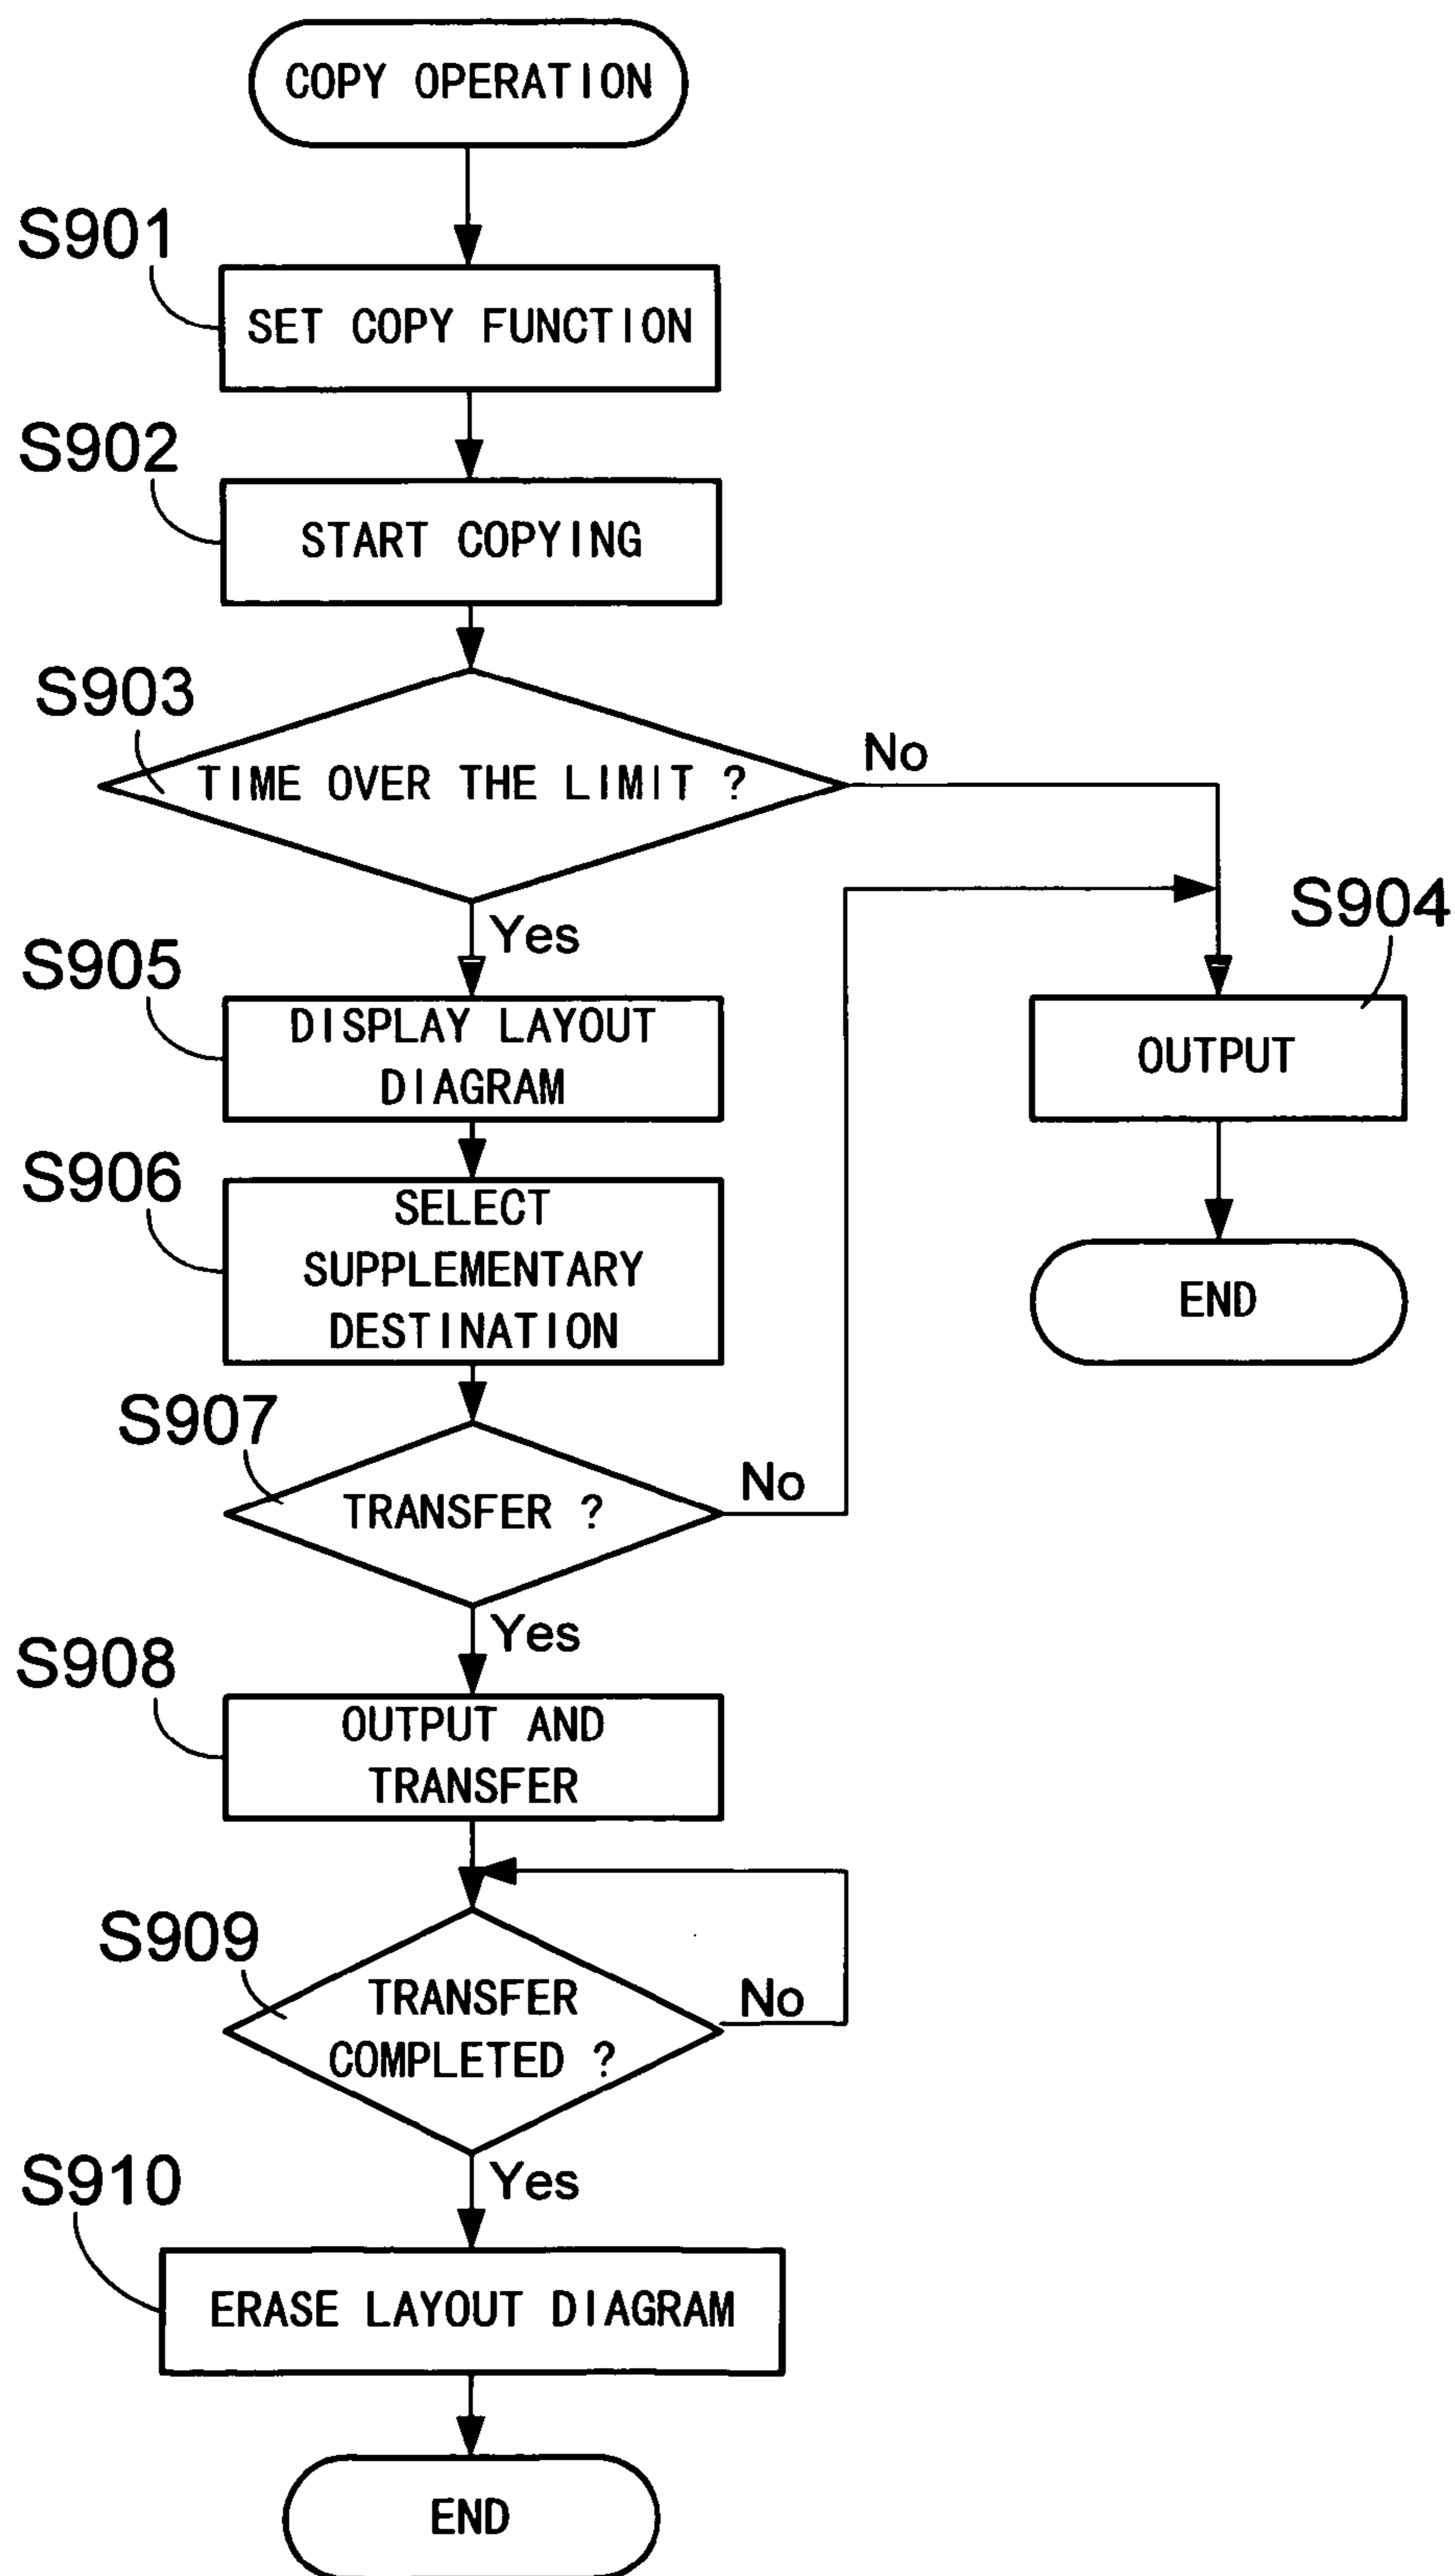 COPY OPERATION
S901
SET COPY FUNCTION
S902
START COPYING
S903
TIME OVER THE LIMIT ?
No
Yes
S904
OUTPUT
END
S905
DISPLAY LAYOUT
DIAGRAM
S906
SELECT
SUPPLEMENTARY
DESTINATION
S907
TRANSFER ?
No
Yes
S908
OUTPUT AND
TRANSFER
S909
TRANSFER
COMPLETED ?
No
Yes
S910
ERASE LAYOUT DIAGRAM
END